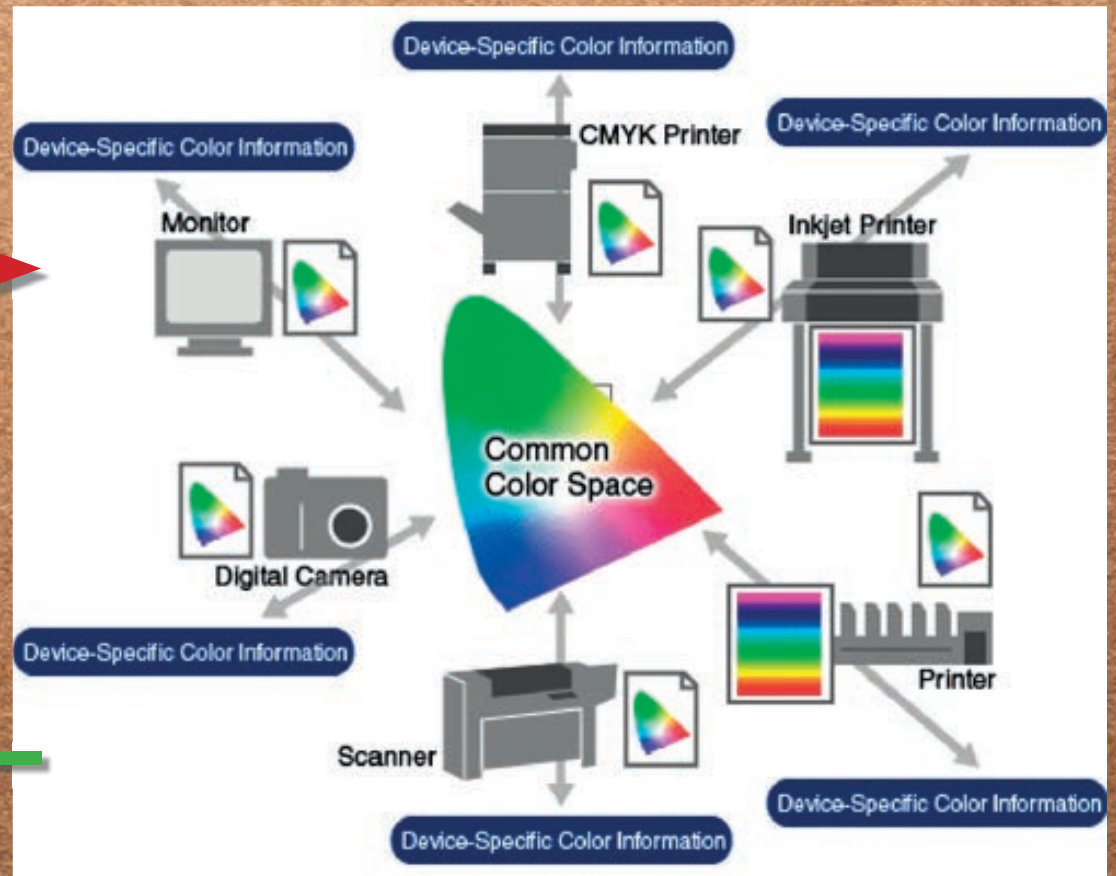 Device-Specific Color Information
CMYK Printer
Device-Specific Color Information
Device-Specific Color Information
Monitor
Inkjet Printer
Common
Color Space
Digital Camera
Device-Specific Color Information
Printer
Scanner
Device-Specific Color Information
Device-Specific Color Information